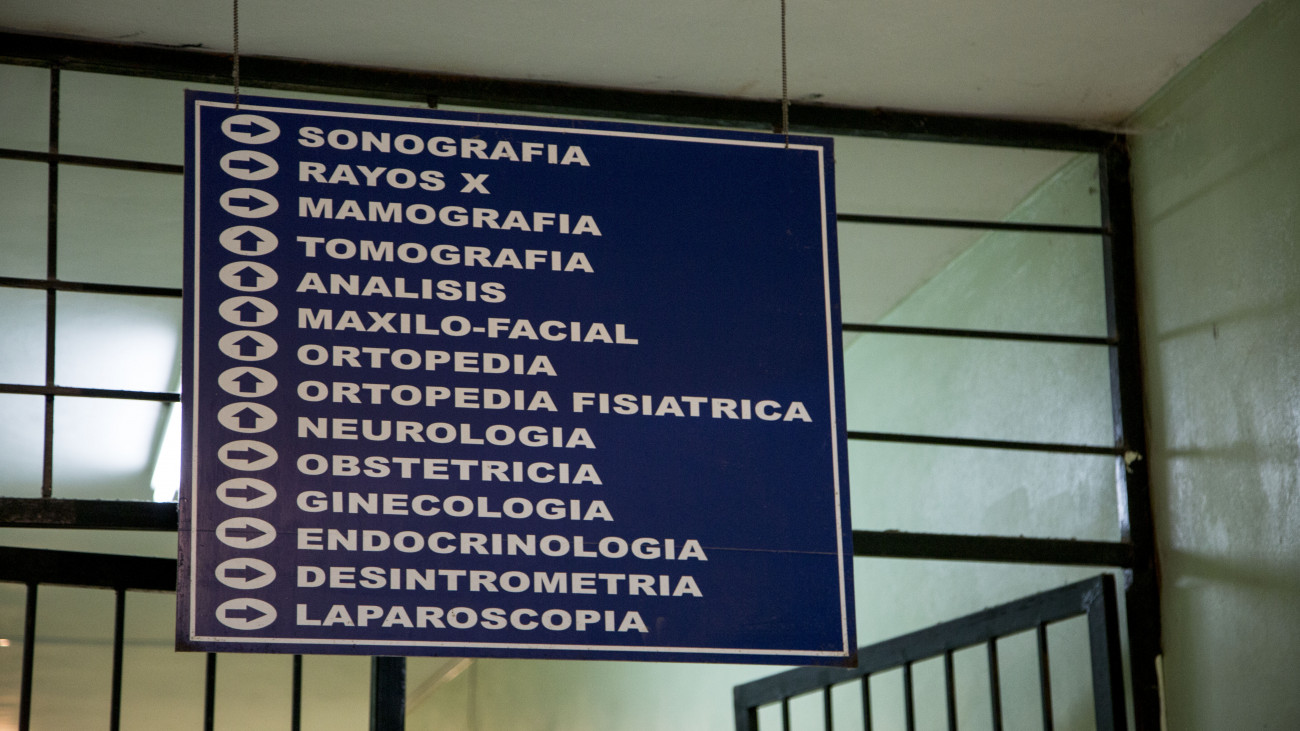 SONOGRAFIA
RAYOS X
MAMOGRAFIA
TOMOGRAFIA
ANALISIS
MAXILO-FACIAL
ORTOPEDIA
ORTOPEDIA FISIATRICA
NEUROLOGIA
OBSTETRICIA
GINECOLOGIA
ENDOCRINOLOGIA
DESINTROMETRIA
LAPAROSCOPIA